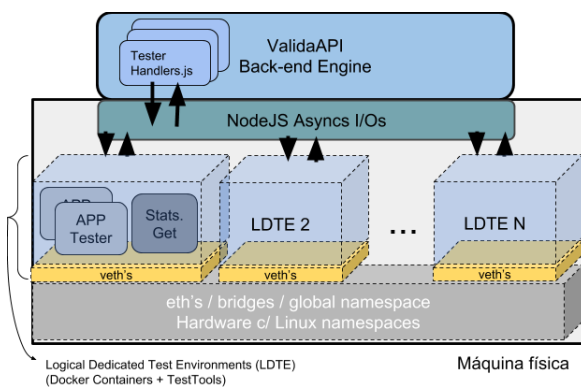 ValidaAPI
Back-end Engine
Tester
Handlers.js
NodeJS Asyncs I/Os
APP
APP
Tester
Stats.
Get
LDTE 2
...
LDTE N
veth's
veth's
veth's
eth's / bridges / global namespace
Hardware c/ Linux namespaces
Logical Dedicated Test Environments (LDTE)
(Docker Containers + TestTools)
Máquina física